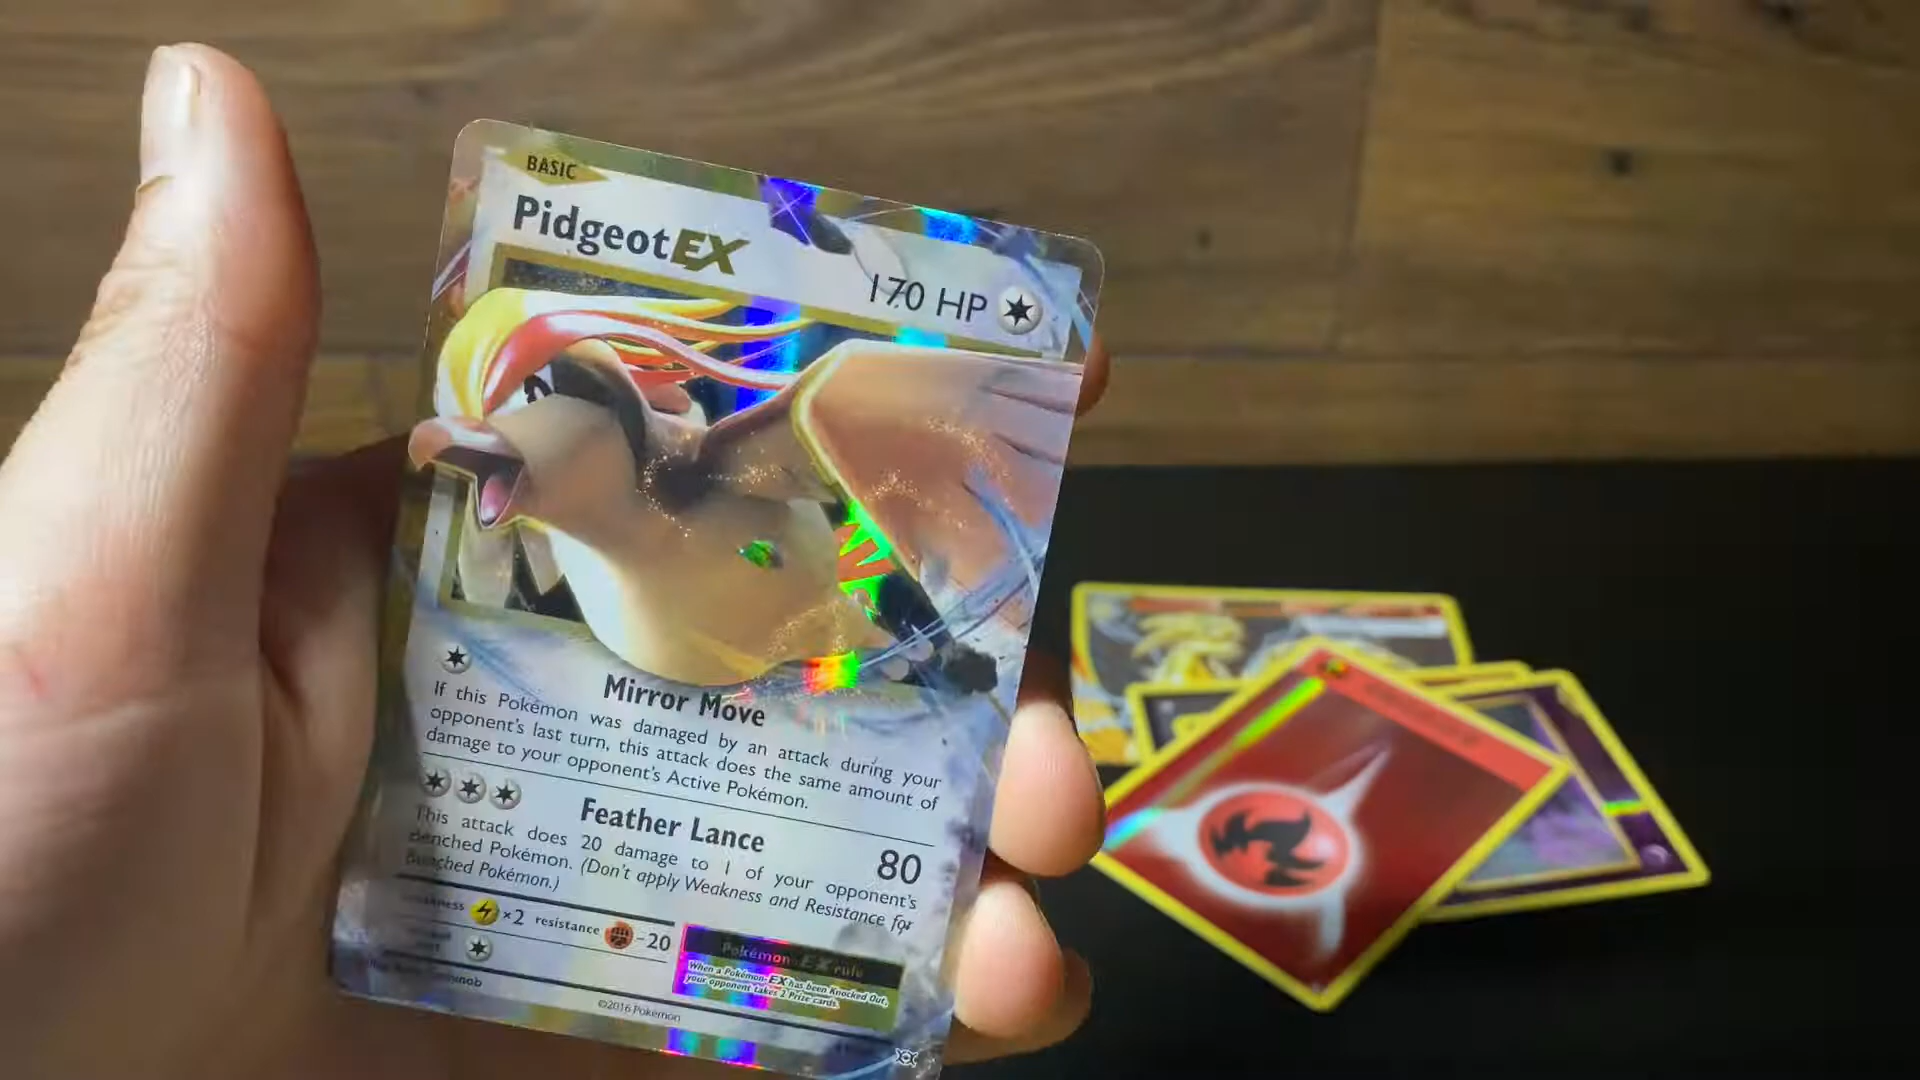 BASIC
PidgeotEX
170 HP
Mirror Move
If this Pokémon was damaged by an attack during your
opponent's last turn, this attack does the same amount of
damage to your opponent's Active Pokémon.
Feather Lance
80
This attack does 20 damage to 1 of your opponent's
Benched Pokémon. (Don't apply Weakness and Resistance for
Benched Pokémon.)
×2 resistance -20
Pokémon-EX rule
When a Pokémon-EX has been Knocked Out,
your opponent takes 2 Prize cards.
©2016 Pokémon